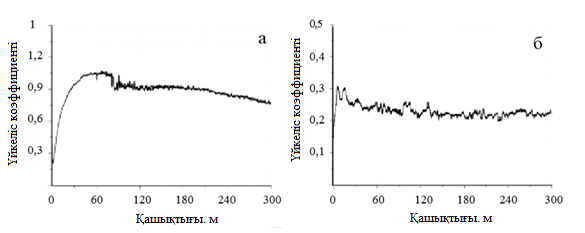 1
1,2
0,9
0,6
0,3
0 60 120 180 240 300
Үйкеліс коэффициенті
Қашықтығы. м
а
0,5
0,4
0,3
0,2
0,1
0 60 120 180 240 300
Үйкеліс коэффициенті
Қашықтығы. м
б